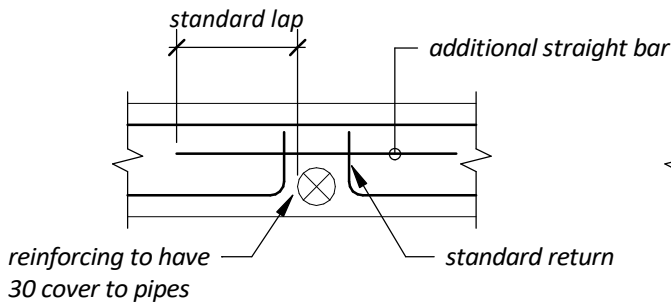 standard lap
additional straight bar
reinforcing to have
30 cover to pipes
standard return